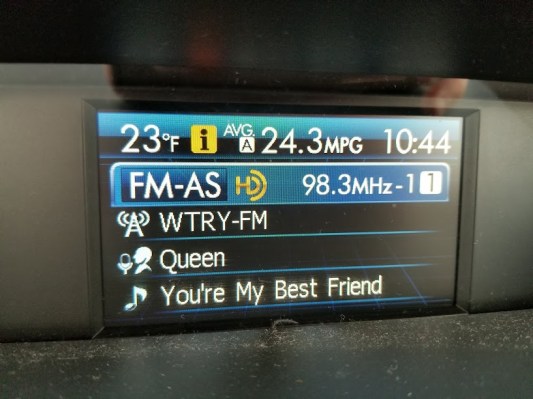 23°F i AVG. A 24.3MPG 10:44
FM-AS HD 98.3MHz-1 1
WTRY-FM
Queen
You're My Best Friend